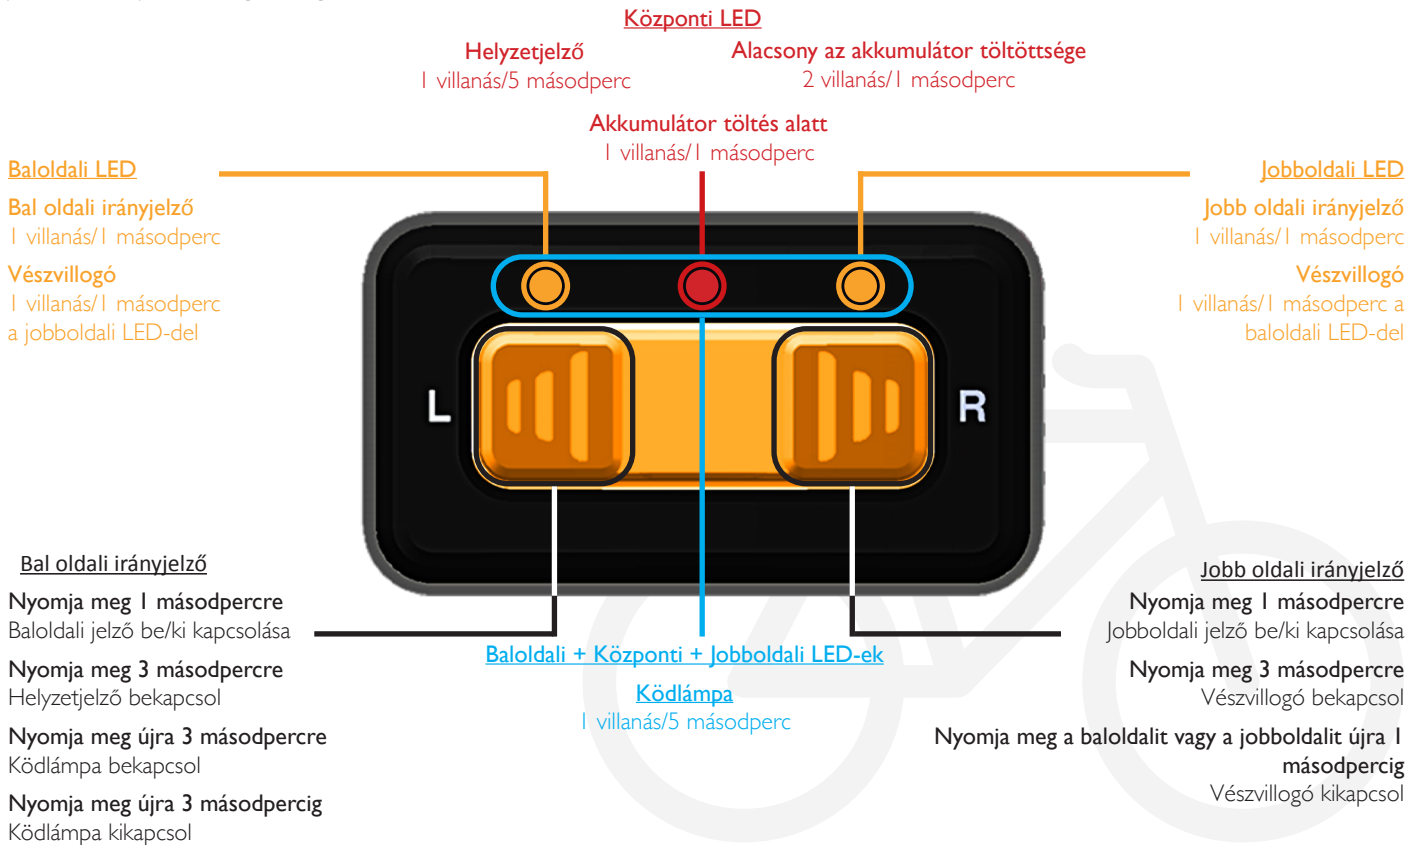 Központi LED
Helyzetjelző
1 villanás/5 másodperc
Alacsony az akkumulátor töltöttsége
2 villanás/1 másodperc
Akkumulátor töltés alatt
1 villanás/1 másodperc
Baloldali LED
Bal oldali irányjelző
1 villanás/1 másodperc
Vészvillogó
1 villanás/1 másodperc
a jobboldali LED-del
Jobboldali LED
Jobb oldali irányjelző
1 villanás/1 másodperc
Vészvillogó
1 villanás/1 másodperc a
baloldali LED-del
L
R
Bal oldali irányjelző
Nyomja meg 1 másodpercre
Baloldali jelző be/ki kapcsolása
Nyomja meg 3 másodpercre
Helyzetjelző bekapcsol
Nyomja meg újra 3 másodpercre
Ködlámpa bekapcsol
Nyomja meg újra 3 másodpercig
Ködlámpa kikapcsol
Baloldali + Központi + Jobboldali LED-ek
Ködlámpa
1 villanás/5 másodperc
Jobb oldali irányjelző
Nyomja meg 1 másodpercre
Jobboldali jelző be/ki kapcsolása
Nyomja meg 3 másodpercre
Vészvillogó bekapcsol
Nyomja meg a baloldalit vagy a jobboldalit újra 1
másodpercig
Vészvillogó kikapcsol